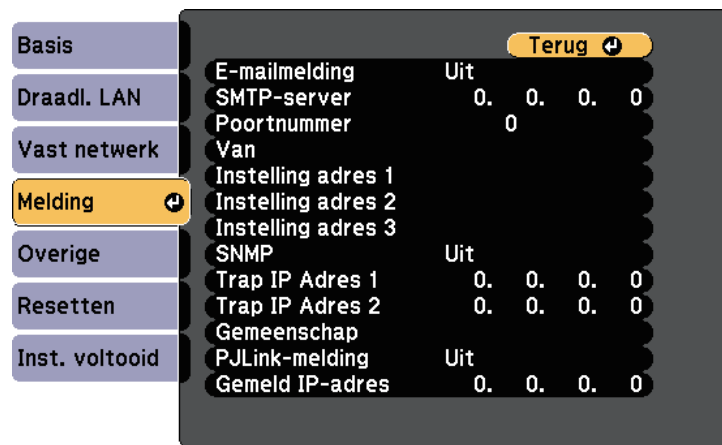 Basis
Draadl. LAN
Vast netwerk
Melding
Overige
Resetten
Inst. voltooid
Terug
E-mailmelding Uit
SMTP-server 0. 0. 0. 0
Poortnummer 0
Van
Instelling adres 1
Instelling adres 2
Instelling adres 3
SNMP Uit
Trap IP Adres 1 0. 0. 0. 0
Trap IP Adres 2 0. 0. 0. 0
Gemeenschap
PJLink-melding Uit
Gemeld IP-adres 0. 0. 0. 0